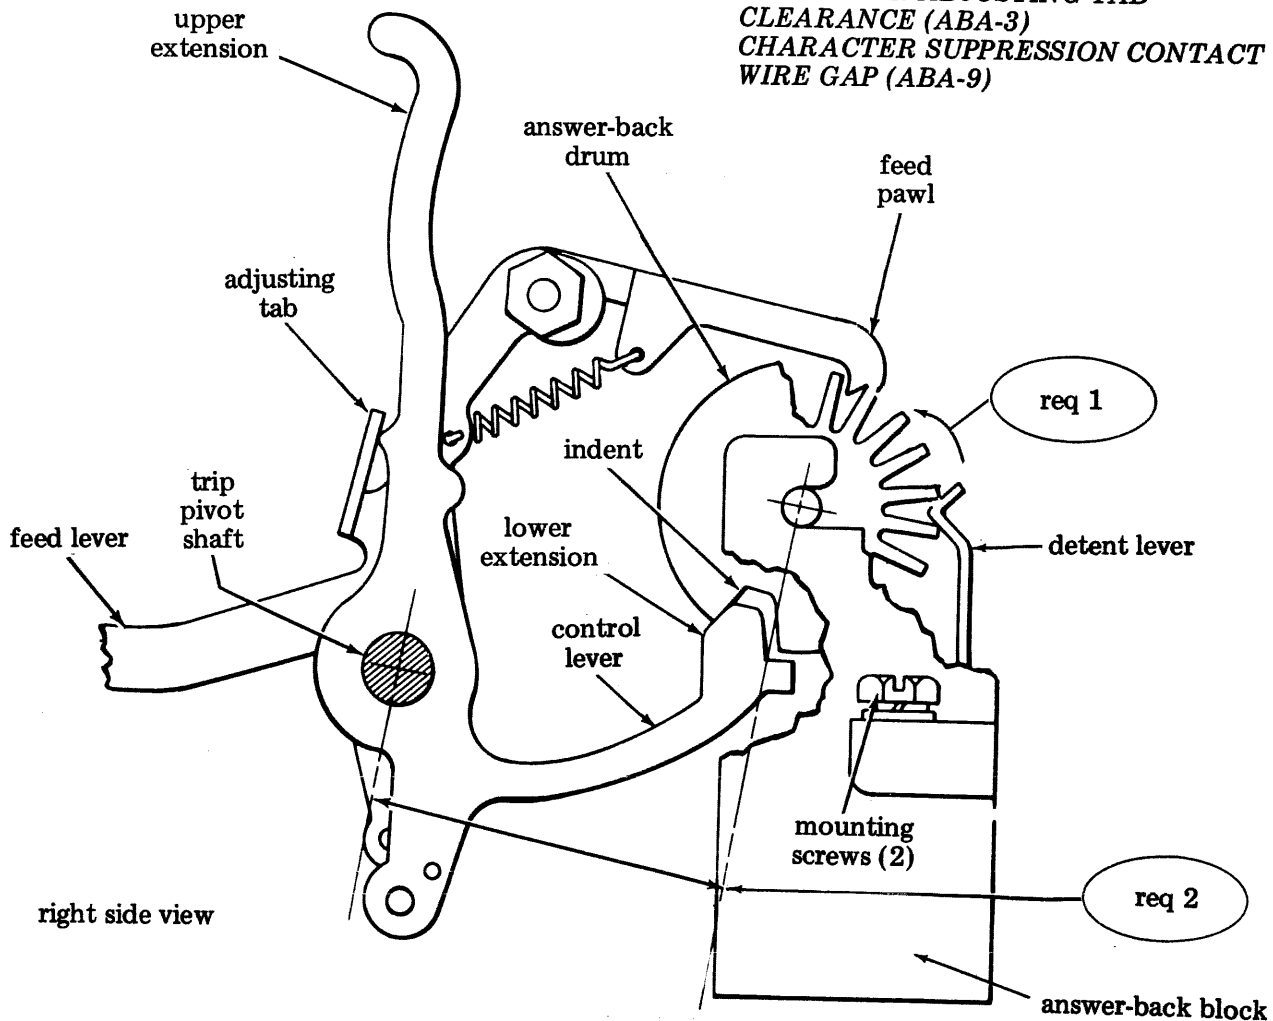 CLEARANCE (ABA-3)
CHARACTER SUPPRESSION CONTACT
WIRE GAP (ABA-9)
upper
extension
answer-back
drum
feed
pawl
adjusting
tab
req 1
indent
trip
pivot
shaft
lower
extension
feed lever
detent lever
control
lever
mounting
screws (2)
req 2
right side view
answer-back block